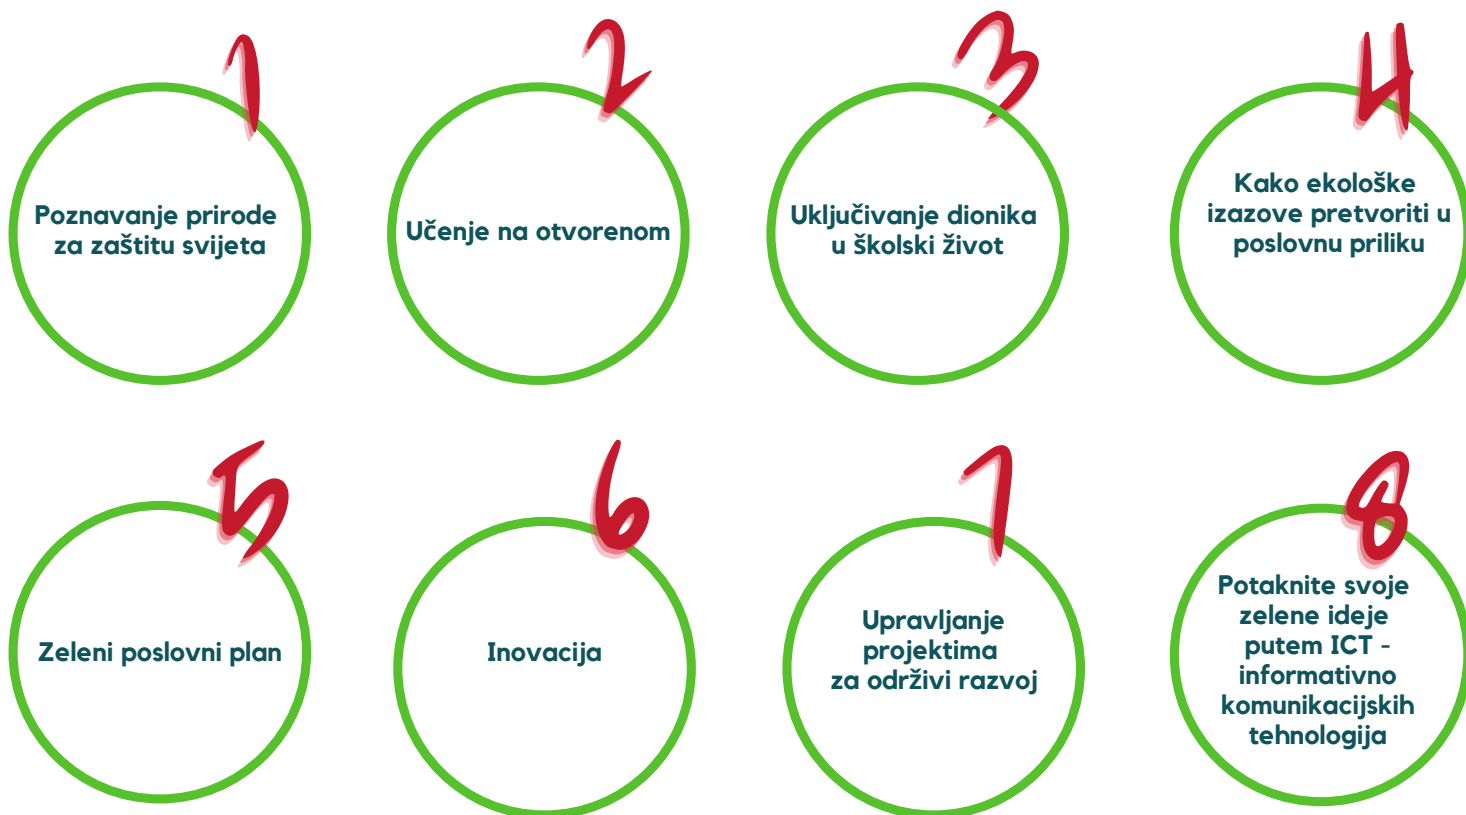 1
Poznavanje prirode
za zaštitu svijeta
2
Učenje na otvorenom
3
Uključivanje dionika
u školski život
4
Kako ekološke
izazove pretvoriti u
poslovnu priliku
5
Zeleni poslovni plan
6
Inovacija
7
Upravljanje
projektima
za održivi razvoj
8
Potaknite svoje
zelene ideje
putem ICT -
informativno
komunikacijskih
tehnologija